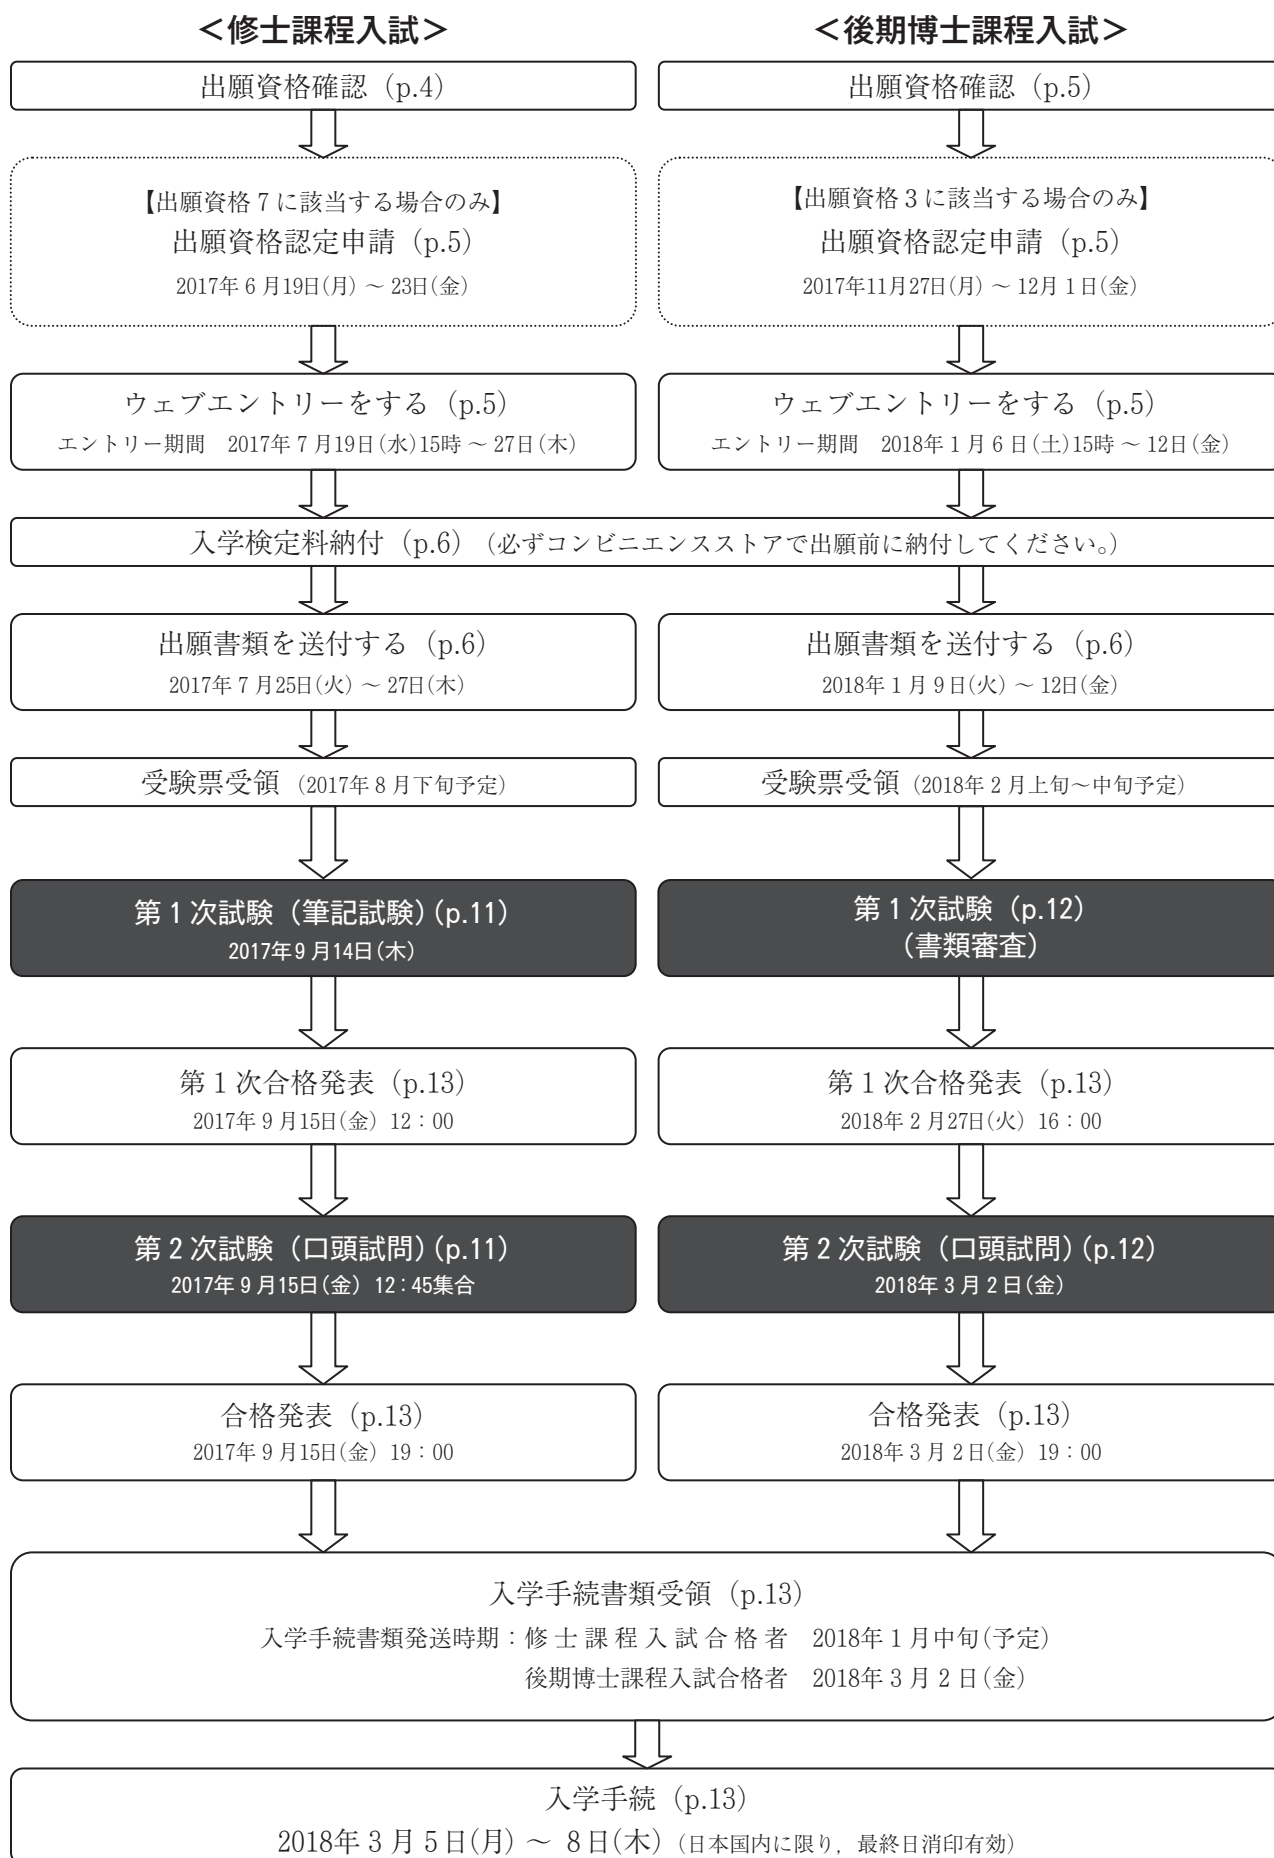 ＜修士課程入試＞
出願資格確認（p.4）
【出願資格７に該当する場合のみ】
出願資格認定申請（p.5）
2017年６月19日(月)～23日(金)
ウェブエントリーをする（p.5）
エントリー期間　2017年７月19日(水)15時～27日(木)
＜後期博士課程入試＞
出願資格確認（p.5）
【出願資格３に該当する場合のみ】
出願資格認定申請（p.5）
2017年11月27日(月)～12月１日(金)
ウェブエントリーをする（p.5）
エントリー期間　2018年１月６日(土)15時～12日(金)
入学検定料納付（p.6）（必ずコンビニエンスストアで出願前に納付してください。）
出願書類を送付する（p.6）
2017年７月25日(火)～27日(木)
受験票受領（2017年８月下旬予定）
第１次試験（筆記試験）(p.11)
2017年９月14日(木)
第１次合格発表（p.13）
2017年９月15日(金) 12：00
第２次試験（口頭試問）(p.11)
2017年９月15日(金) 12：45集合
合格発表（p.13）
2017年９月15日(金) 19：00
出願書類を送付する（p.6）
2018年１月９日(火)～12日(金)
受験票受領（2018年２月上旬～中旬予定）
第１次試験（p.12）
（書類審査）
第１次合格発表（p.13）
2018年２月27日(火) 16：00
第２次試験（口頭試問）(p.12)
2018年３月２日(金)
合格発表（p.13）
2018年３月２日(金) 19：00
入学手続書類受領（p.13）
入学手続書類発送時期：修士課程入試合格者　2018年１月中旬(予定)
後期博士課程入試合格者　2018年３月２日(金)
入学手続（p.13）
2018年３月５日(月)～８日(木)（日本国内に限り，最終日消印有効）